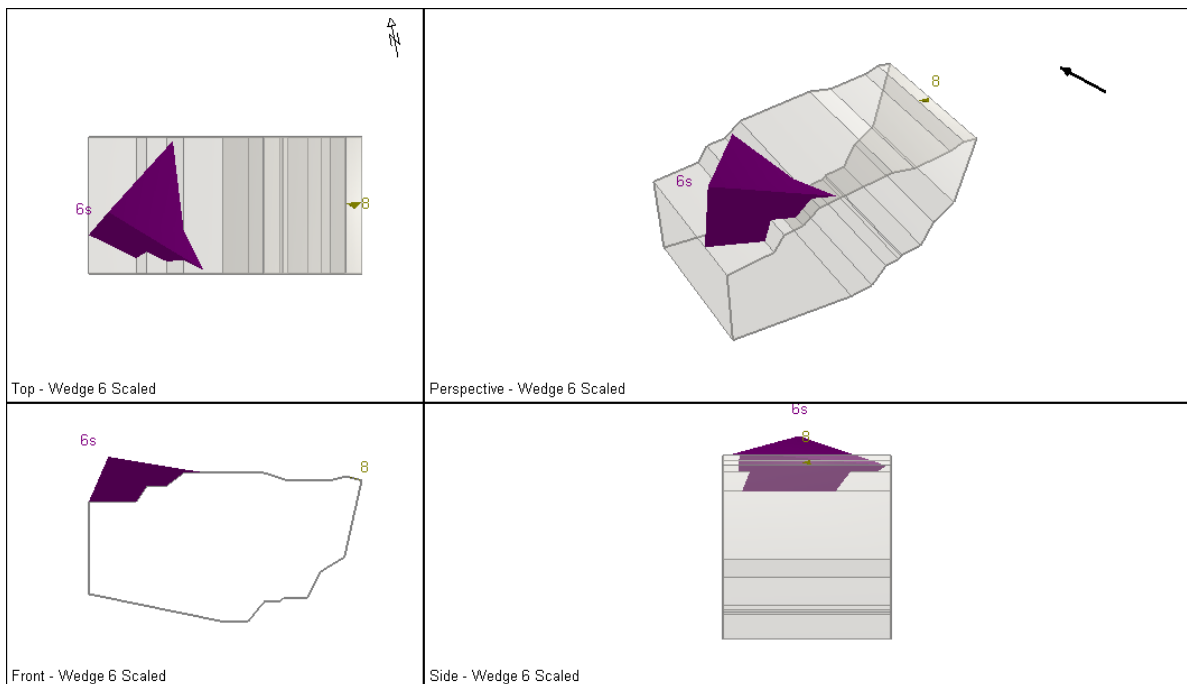 N
6s
8
Top - Wedge 6 Scaled
8
6s
Perspective - Wedge 6 Scaled
6s
8
Front - Wedge 6 Scaled
6s
8
Side - Wedge 6 Scaled